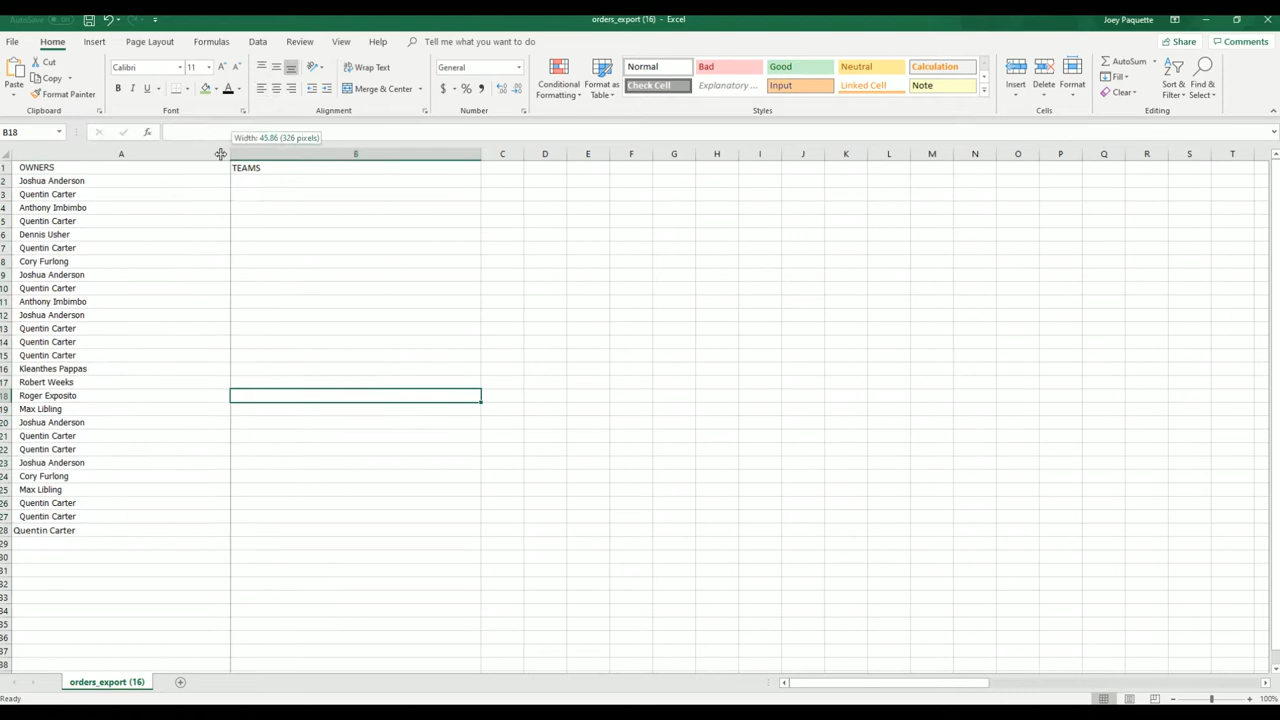 AutoSave Off
orders_export (16) - Excel
Joey Paquette
File Home Insert Page Layout Formulas Data Review View Help Tell me what you want to do Share Comments
Paste Cut Copy Format Painter Clipboard
Calibri 11 B I U A Font
Wrap Text Merge & Center Alignment
General $ % Number
Conditional Formatting Format as Table
Normal Bad Good Neutral Calculation
Check Cell Explanatory ... Input Linked Cell Note
Styles
Insert Delete Format Cells
AutoSum Fill Clear Sort & Filter Find & Select Editing
B18 fx
Width: 45.86 (326 pixels)
A B C D E F G H I J K L M N O P Q R S T
1 OWNERS TEAMS
2 Joshua Anderson
3 Quentin Carter
4 Anthony Imbimbo
5 Quentin Carter
6 Dennis Usher
7 Quentin Carter
8 Cory Furlong
9 Joshua Anderson
10 Quentin Carter
11 Anthony Imbimbo
12 Joshua Anderson
13 Quentin Carter
14 Quentin Carter
15 Quentin Carter
16 Kleanthes Pappas
17 Robert Weeks
18 Roger Exposito
19 Max Libling
20 Joshua Anderson
21 Quentin Carter
22 Quentin Carter
23 Joshua Anderson
24 Cory Furlong
25 Max Libling
26 Quentin Carter
27 Quentin Carter
28 Quentin Carter
29
30
31
32
33
34
35
36
37
38
orders_export (16)
Ready
100%